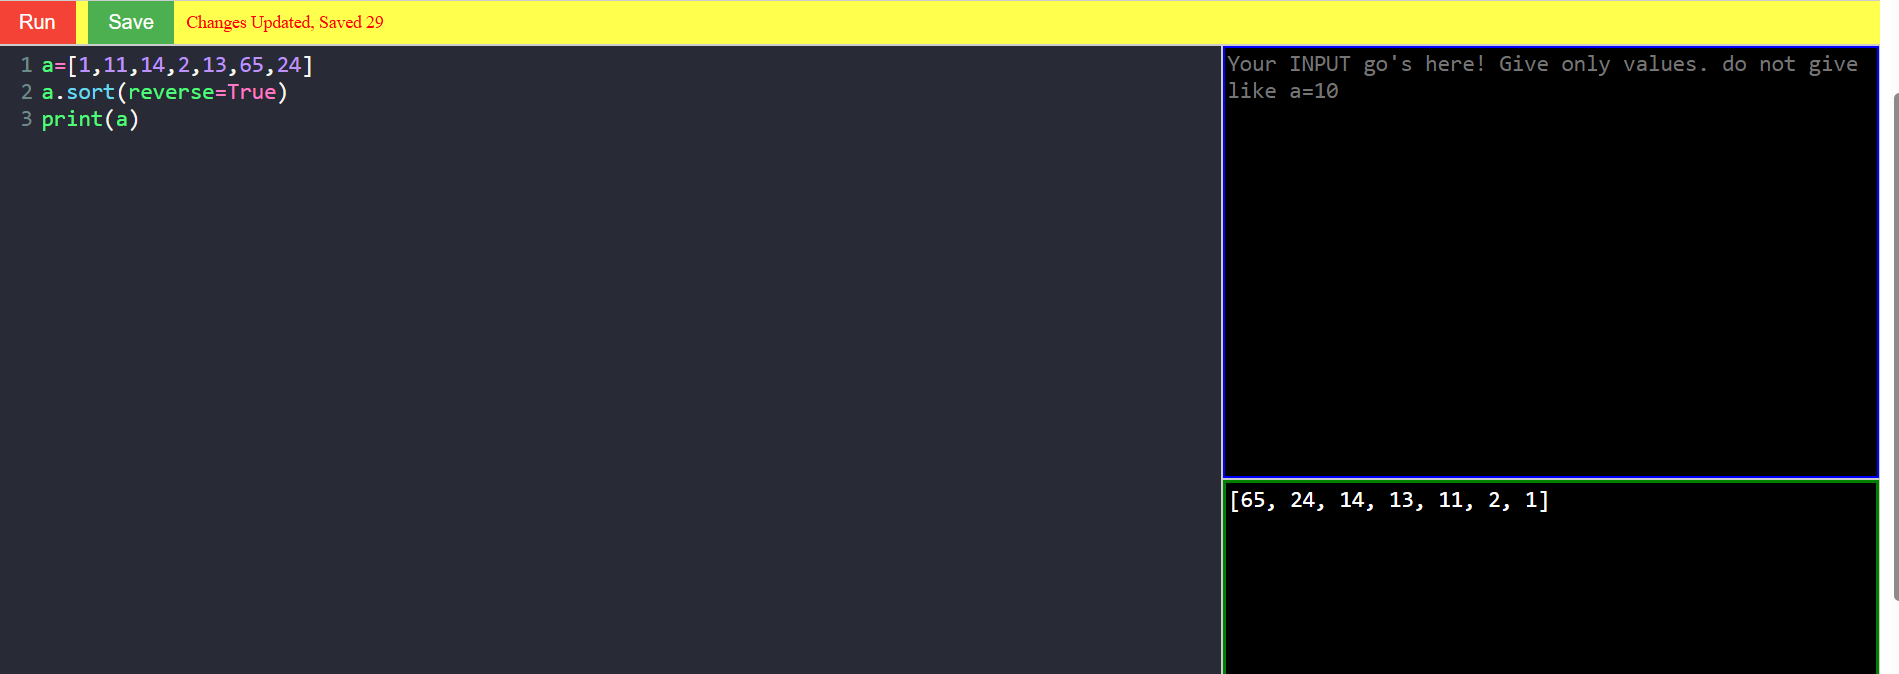 Run Save Changes Updated, Saved 29
1 a=[1,11,14,2,13,65,24]
2 a.sort(reverse=True)
3 print(a)
Your INPUT go's here! Give only values. do not give
like a=10
[65, 24, 14, 13, 11, 2, 1]